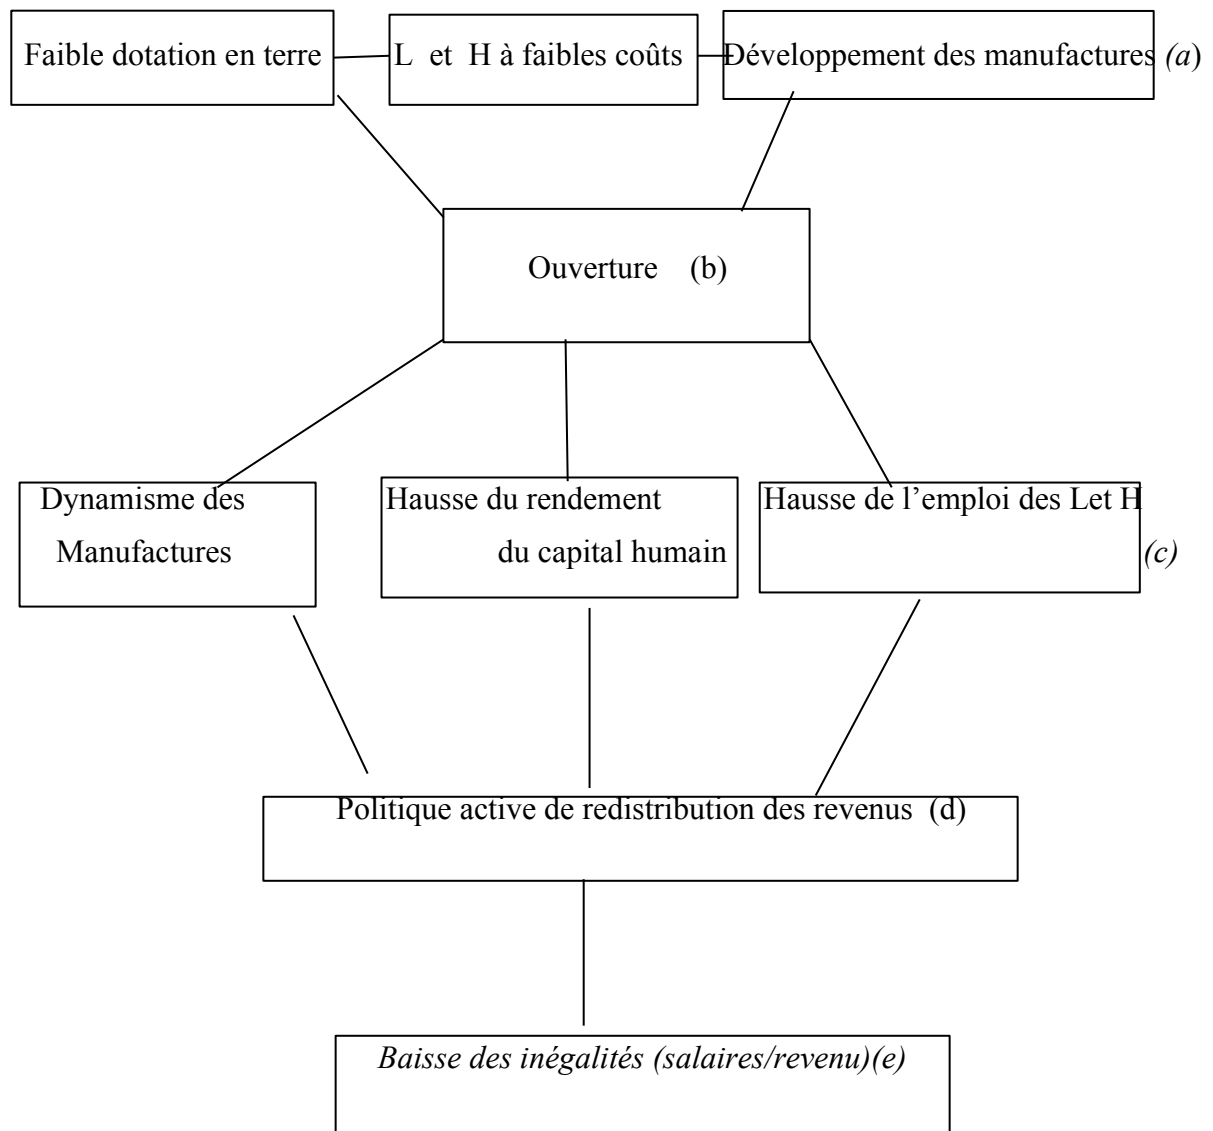 Faible dotation en terre
L et H à faibles coûts
Développement des manufactures (a)
Ouverture (b)
Dynamisme des
Manufactures
Hausse du rendement
du capital humain
Hausse de l’emploi des Let H
(c)
Politique active de redistribution des revenus (d)
Baisse des inégalités (salaires/revenu)(e)